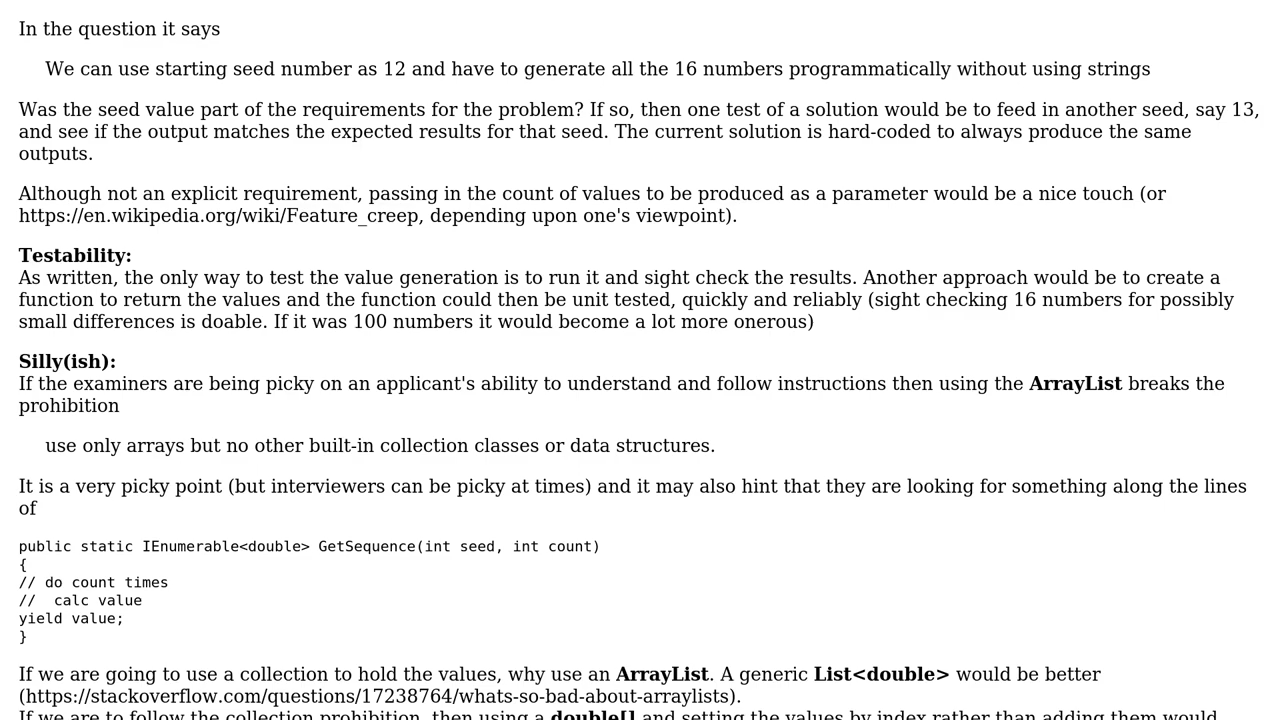 In the question it says
We can use starting seed number as 12 and have to generate all the 16 numbers programmatically without using strings
Was the seed value part of the requirements for the problem? If so, then one test of a solution would be to feed in another seed, say 13,
and see if the output matches the expected results for that seed. The current solution is hard-coded to always produce the same
outputs.
Although not an explicit requirement, passing in the count of values to be produced as a parameter would be a nice touch (or
https://en.wikipedia.org/wiki/Feature_creep, depending upon one's viewpoint).
Testability:
As written, the only way to test the value generation is to run it and sight check the results. Another approach would be to create a
function to return the values and the function could then be unit tested, quickly and reliably (sight checking 16 numbers for possibly
small differences is doable. If it was 100 numbers it would become a lot more onerous)
Silly(ish):
If the examiners are being picky on an applicant's ability to understand and follow instructions then using the ArrayList breaks the
prohibition
use only arrays but no other built-in collection classes or data structures.
It is a very picky point (but interviewers can be picky at times) and it may also hint that they are looking for something along the lines
of
public static IEnumerable<double> GetSequence(int seed, int count)
{
// do count times
//  calc value
yield value;
}
If we are going to use a collection to hold the values, why use an ArrayList. A generic List<double> would be better
(https://stackoverflow.com/questions/17238764/whats-so-bad-about-arraylists).
If we are to follow the collection prohibition, then using a double[] and setting the values by index rather than adding them would